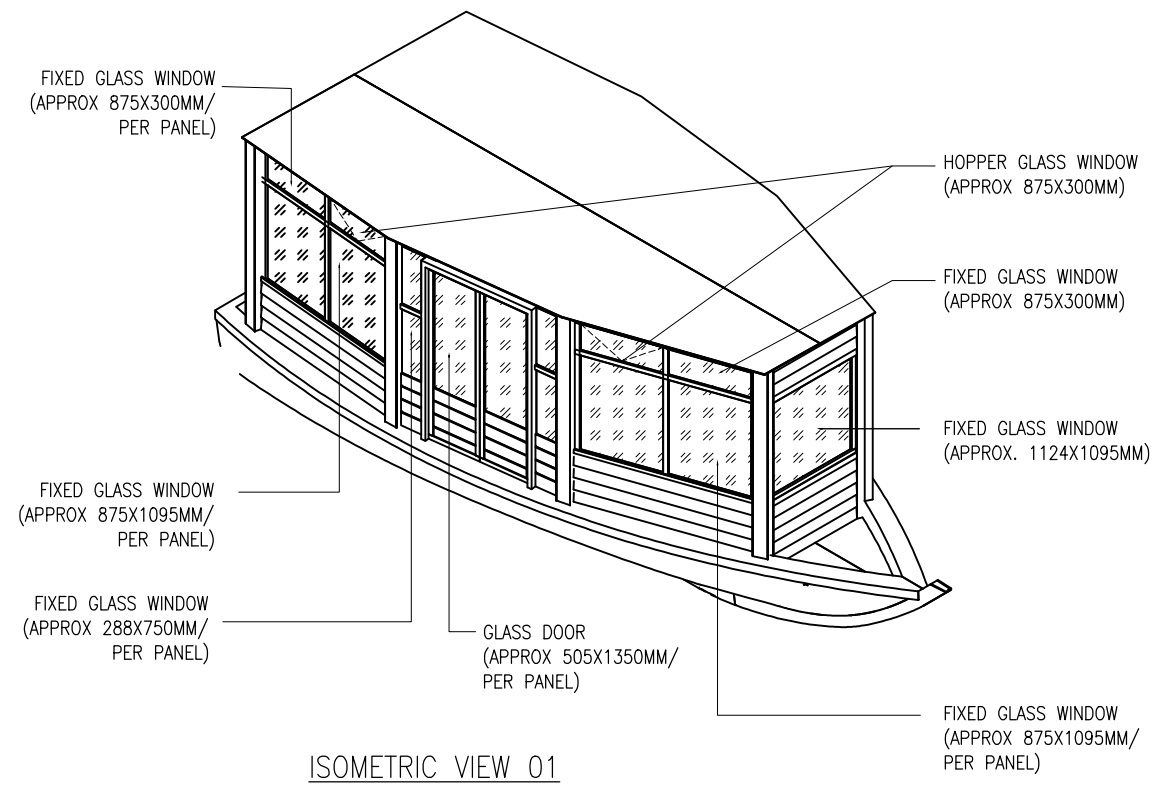 FIXED GLASS WINDOW
(APPROX 875X300MM/
PER PANEL)
HOPPER GLASS WINDOW
(APPROX 875X300MM)
FIXED GLASS WINDOW
(APPROX 875X300MM)
FIXED GLASS WINDOW
(APPROX. 1124X1095MM)
FIXED GLASS WINDOW
(APPROX 875X1095MM/
PER PANEL)
FIXED GLASS WINDOW
(APPROX 288X750MM/
PER PANEL)
GLASS DOOR
(APPROX 505X1350MM/
PER PANEL)
FIXED GLASS WINDOW
(APPROX 875X1095MM/
PER PANEL)
ISOMETRIC VIEW 01